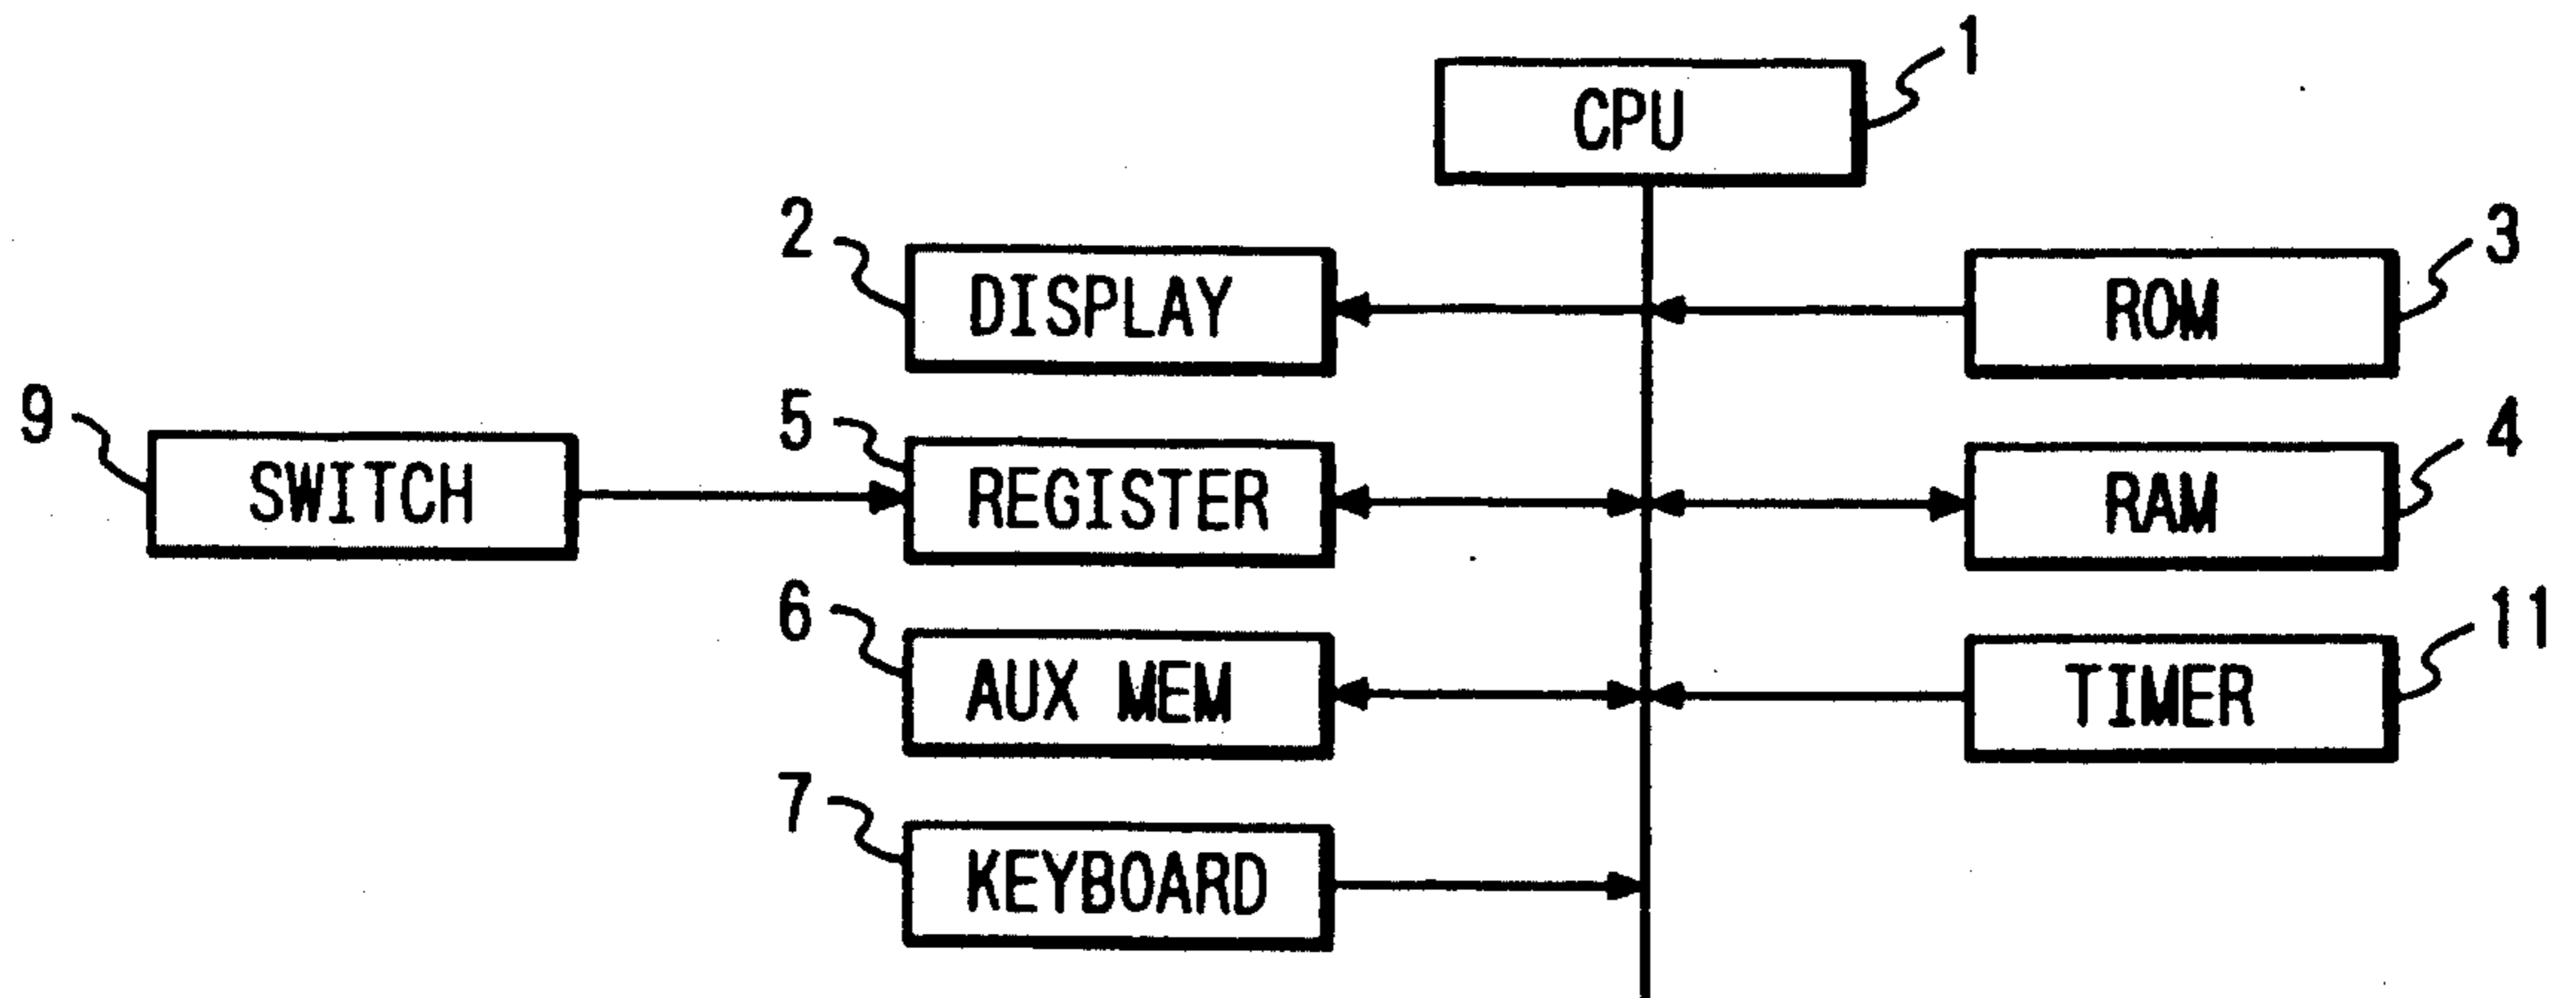 1
CPU
2
DISPLAY
3
ROM
9
SWITCH
5
REGISTER
4
RAM
6
AUX MEM
11
TIMER
7
KEYBOARD